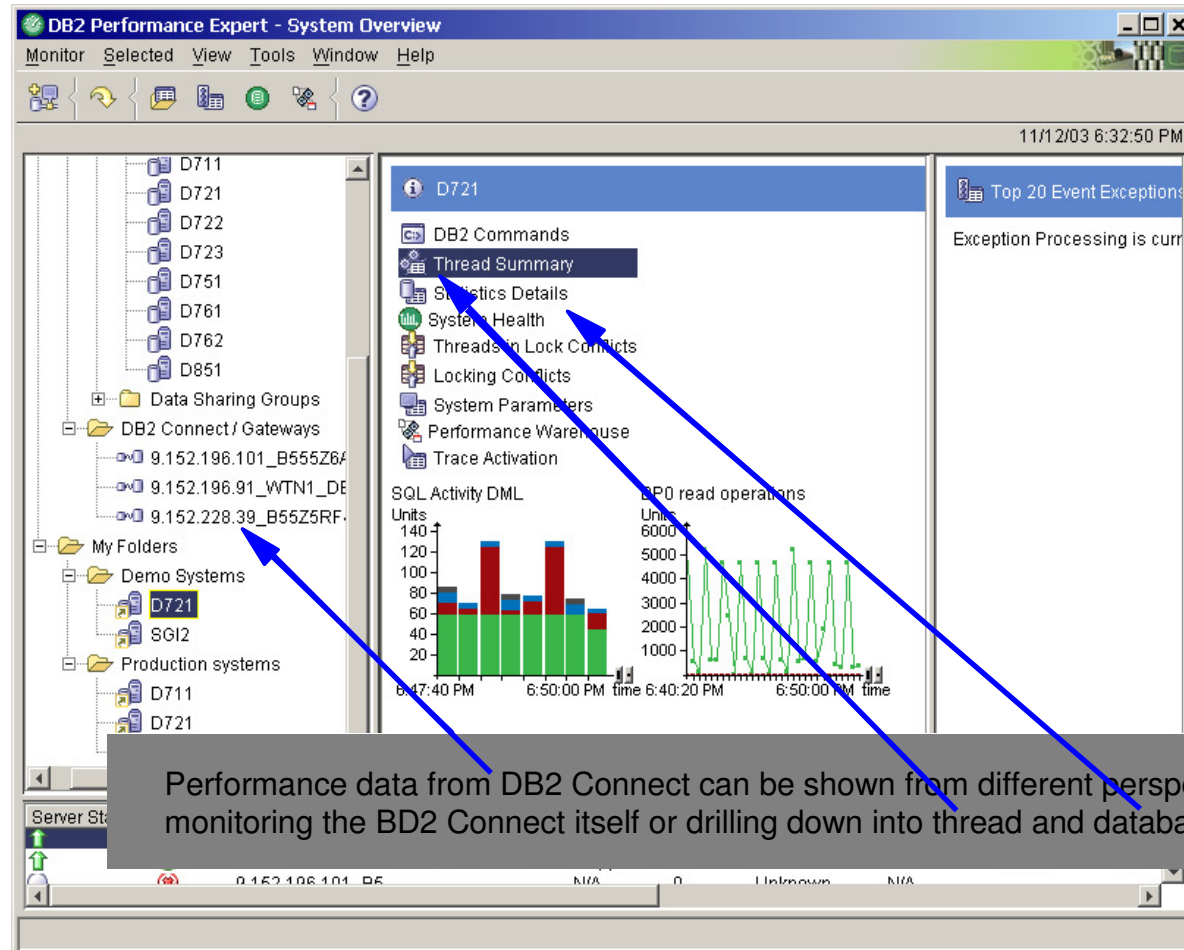 DB2 Performance Expert - System Overview
Monitor Selected View Tools Window Help
11/12/03 6:32:50 PM
D711
D721
D722
D723
D751
D761
D762
D851
Data Sharing Groups
DB2 Connect / Gateways
9.152.196.101_B555Z6
9.152.196.91_WTN1_DE
9.152.228.39_B55Z5RF
My Folders
Demo Systems
D721
SGI2
Production systems
D711
D721
D721
DB2 Commands
Thread Summary
Statistics Details
System Health
Threads in Lock Conflicts
Locking Conflicts
System Parameters
Performance Warehouse
Trace Activation
SQL Activity DML
Units
140
120
100
80
60
40
20
6:47:40 PM 6:50:00 PM time
BP0 read operations
Units
6000
5000
4000
3000
2000
1000
6:40:20 PM 6:50:00 PM time
Top 20 Event Exceptions
Exception Processing is curr
Performance data from DB2 Connect can be shown from different perspe
monitoring the BD2 Connect itself or drilling down into thread and databa
Server Sta
9.152.196.101_B5 N/A 0 Unknown N/A